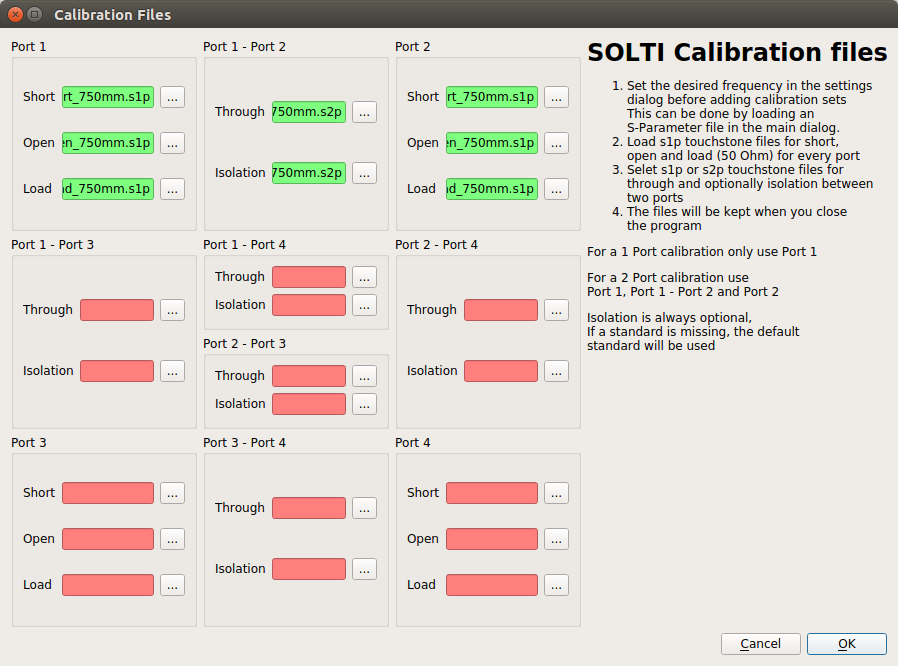 Calibration Files
Port 1
Short rt_750mm.s1p ...
Open en_750mm.s1p ...
Load ad_750mm.s1p ...
Port 1 - Port 2
Through 750mm.s2p ...
Isolation 750mm.s2p ...
Port 2
Short rt_750mm.s1p ...
Open en_750mm.s1p ...
Load ad_750mm.s1p ...
Port 1 - Port 3
Through ...
Isolation ...
Port 1 - Port 4
Through ...
Isolation ...
Port 2 - Port 3
Through ...
Isolation ...
Port 2 - Port 4
Through ...
Isolation ...
Port 3
Short ...
Open ...
Load ...
Port 3 - Port 4
Through ...
Isolation ...
Port 4
Short ...
Open ...
Load ...
SOLTI Calibration files
1. Set the desired frequency in the settings
dialog before adding calibration sets
This can be done by loading an
S-Parameter file in the main dialog.
2. Load s1p touchstone files for short,
open and load (50 Ohm) for every port
3. Selet s1p or s2p touchstone files for
through and optionally isolation between
two ports
4. The files will be kept when you close
the program
For a 1 Port calibration only use Port 1
For a 2 Port calibration use
Port 1, Port 1 - Port 2 and Port 2
Isolation is always optional,
If a standard is missing, the default
standard will be used
Cancel
OK